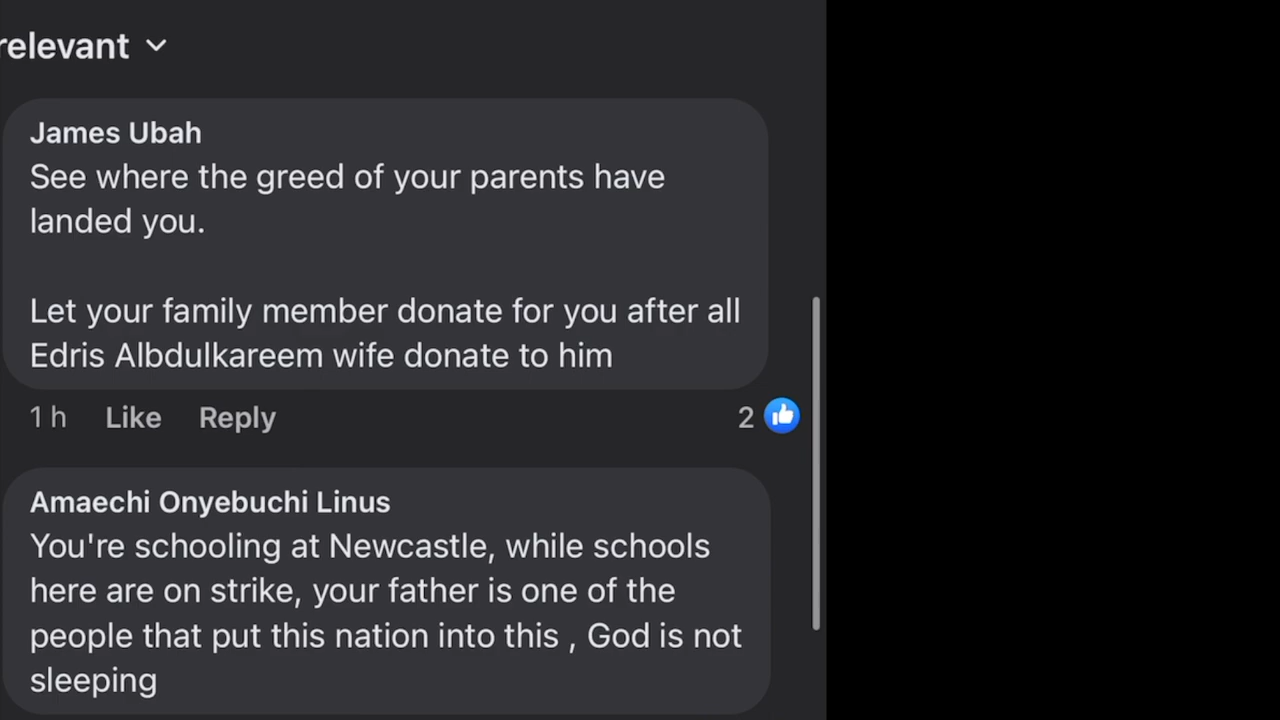 relevant
James Ubah
See where the greed of your parents have
landed you.
Let your family member donate for you after all
Edris Albdulkareem wife donate to him
1 h Like Reply 2
Amaechi Onyebuchi Linus
You're schooling at Newcastle, while schools
here are on strike, your father is one of the
people that put this nation into this , God is not
sleeping